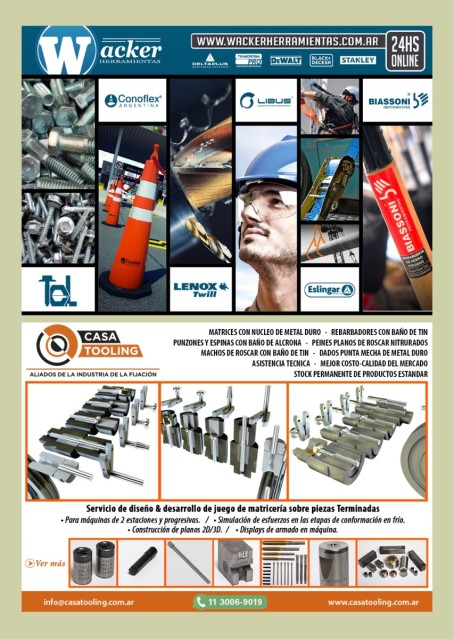 Wacker
HERRAMIENTAS
WWW.WACKERHERRAMIENTAS.COM.AR
24HS
ONLINE
DELTAPLUS
TRAMONTINA
PRO
DEWALT
BLACK+
DECKER
STANLEY
Conoflex®
ARGENTINA
LIBUS®
BIASSONI
Conoflex
BIASSONI
Tel
LENOX®
Twill
Eslingar
CASA
TOOLING
ALIADOS DE LA INDUSTRIA DE LA FIJACIÓN
MATRICES CON NUCLEO DE METAL DURO - REBARBADORES CON BAÑO DE TIN
PUNZONES Y ESPINAS CON BAÑO DE ALCRONA - PEINES PLANOS DE ROSCAR NITRURADOS
MACHOS DE ROSCAR CON BAÑO DE TIN - DADOS PUNTA MECHA DE METAL DURO
ASISTENCIA TECNICA - MEJOR COSTO-CALIDAD DEL MERCADO
STOCK PERMANENTE DE PRODUCTOS ESTANDAR
Servicio de diseño & desarrollo de juego de matricería sobre piezas Terminadas
• Para máquinas de 2 estaciones y progresivas. / • Simulación de esfuerzos en las etapas de conformación en frío.
• Construcción de planos 2D/3D. / • Displays de armado en máquina.
Ver más
info@casatooling.com.ar
11 3006-9019
www.casatooling.com.ar